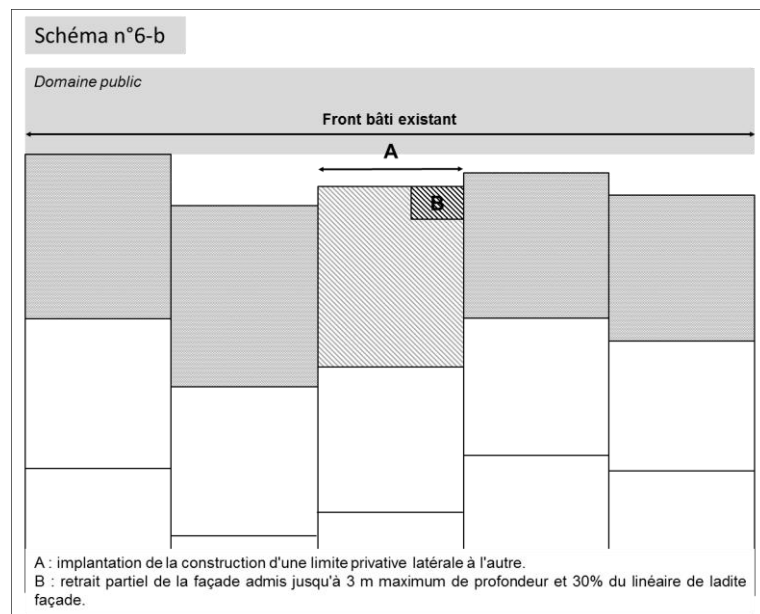 Schéma n°6-b
Domaine public
Front bâti existant
A
B
A : implantation de la construction d'une limite privative latérale à l'autre.
B : retrait partiel de la façade admis jusqu'à 3 m maximum de profondeur et 30% du linéaire de ladite
façade.